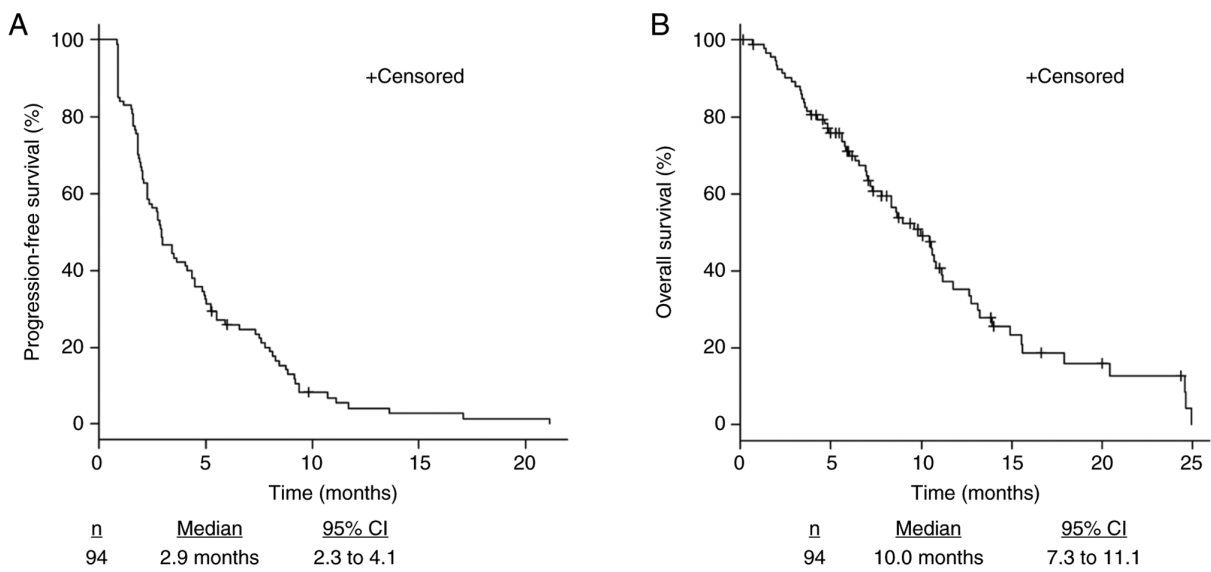 A
Progression-free survival (%)
100
80
60
40
20
0
+Censored
0 5 10 15 20
Time (months)
n Median 95% CI
94 2.9 months 2.3 to 4.1
B
Overall survival (%)
100
80
60
40
20
0
+Censored
0 5 10 15 20 25
Time (months)
n Median 95% CI
94 10.0 months 7.3 to 11.1